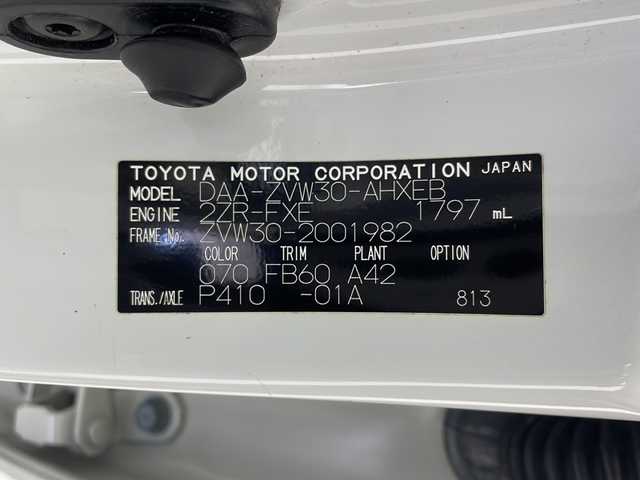 TOYOTA MOTOR CORPORATION JAPAN
MODEL DAA-ZVW30-AHXEB
ENGINE 2ZR-FXE 1797 mL
FRAME No. ZVW30-2001982
COLOR TRIM PLANT OPTION
070 FB60 A42
TRANS./AXLE P410 -01A 813